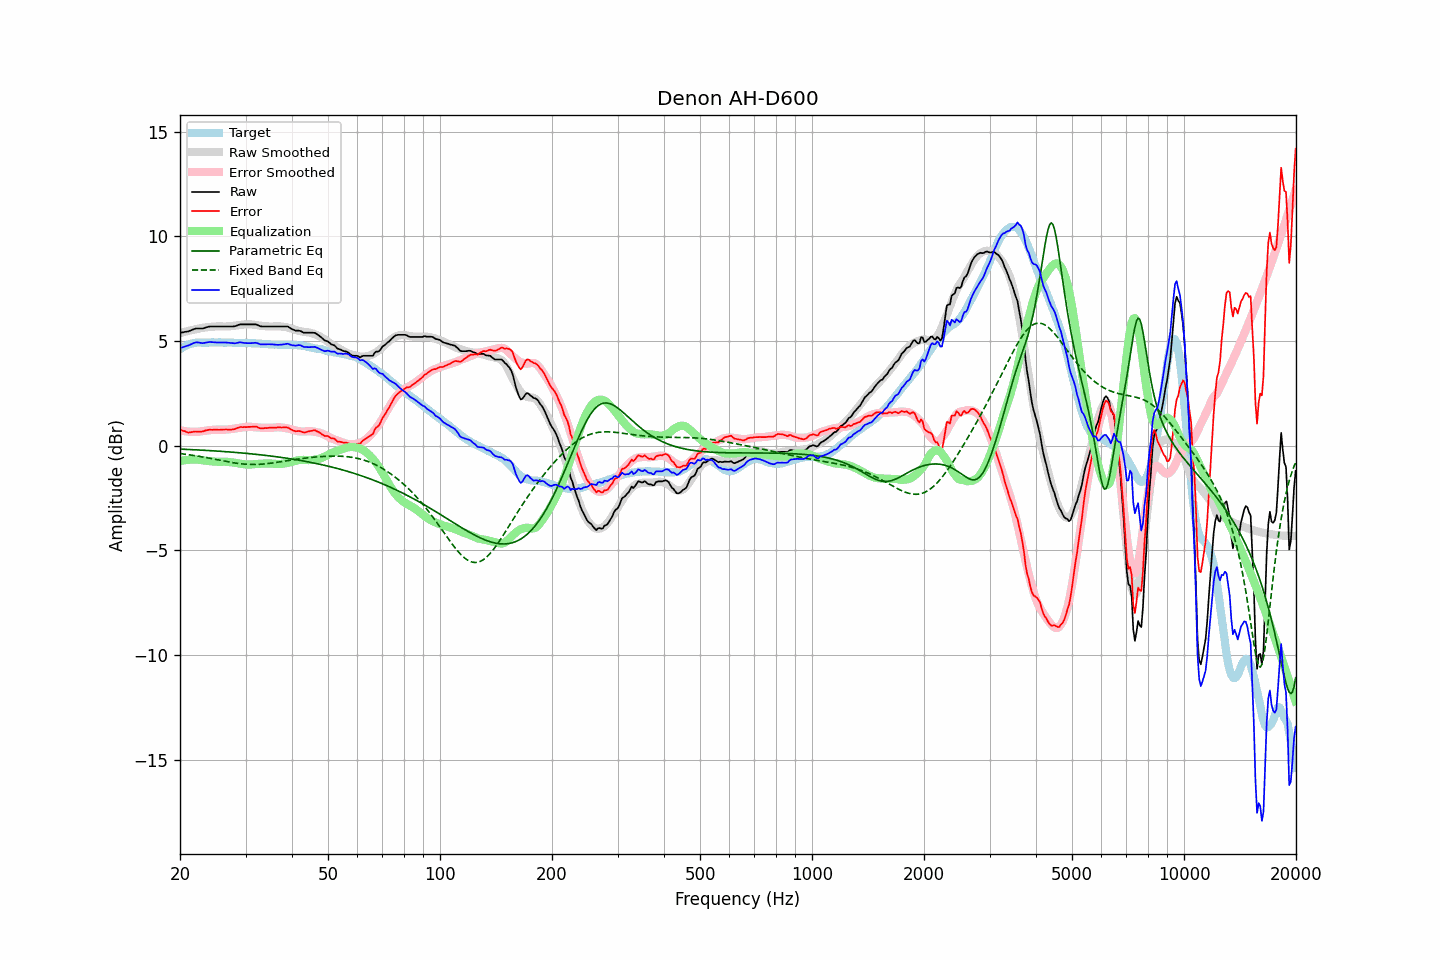 Denon AH-D600
Target
Raw Smoothed
Error Smoothed
Raw
Error
Equalization
Parametric Eq
Fixed Band Eq
Equalized
15
10
5
0
−5
−10
−15
Amplitude (dBr)
20
50
100
200
500
1000
2000
5000
10000
20000
Frequency (Hz)